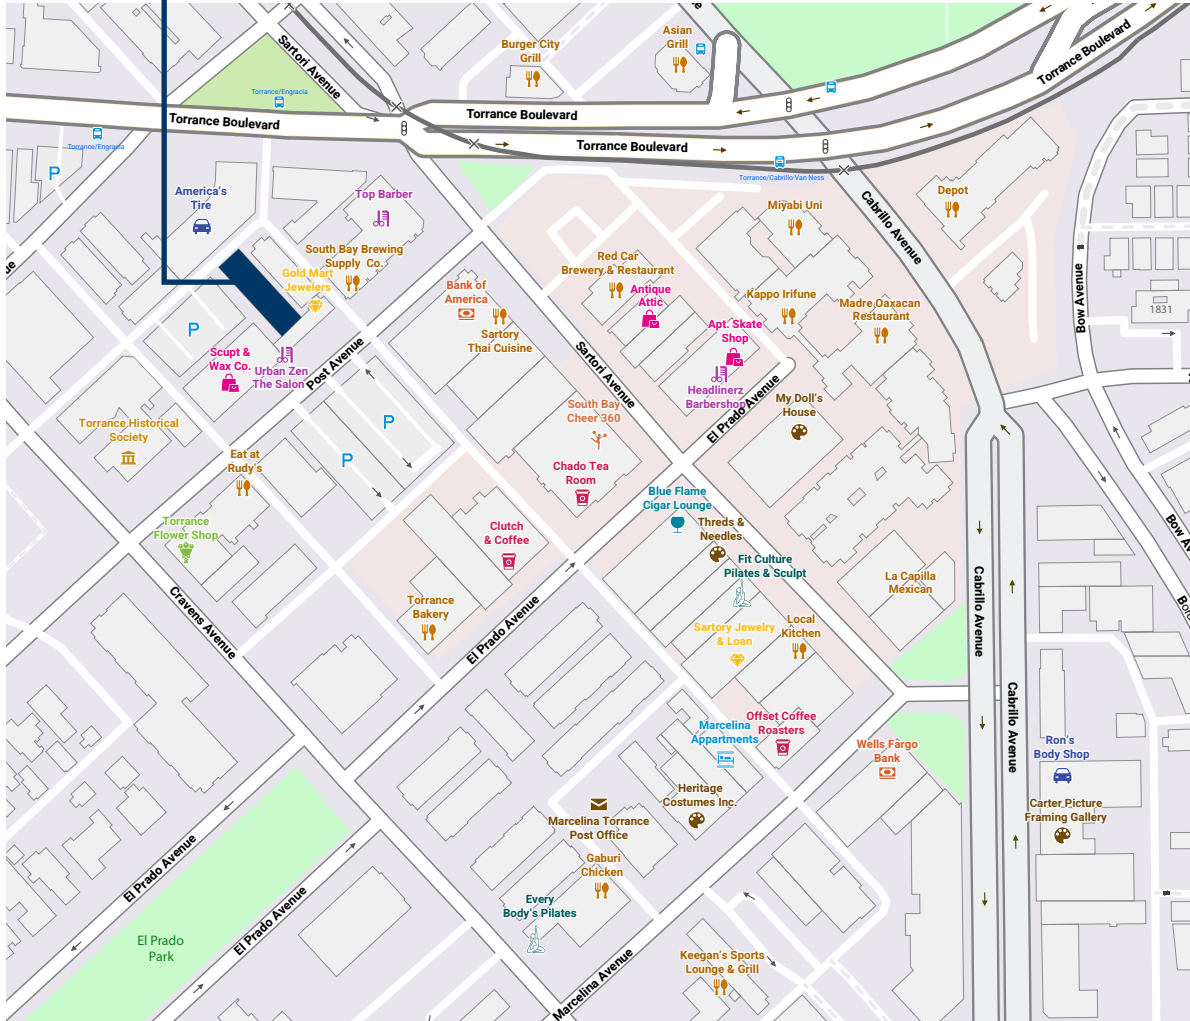 Burger City
Grill
Asian
Grill
Sartori Avenue
Torrance/Engracia
Torrance Boulevard
Torrance Boulevard
Torrance Boulevard
Torrance Boulevard
Torrance/Engracia
Torrance/Cabrillo-Van Ness
P
America's
Tire
Top Barber
Miyabi Uni
Depot
Cabrillo Avenue
South Bay Brewing
Supply Co.
Gold Mart
Jewelers
Red Car
Brewery & Restaurant
Bank of
America
Antique
Attic
Kappo Irifune
Madre Oaxacan
Restaurant
Bow Avenue
1831
P
Sartory
Thai Cuisine
Apt. Skate
Shop
Scupt &
Wax Co.
Urban Zen
The Salon
Post Avenue
Sartori Avenue
Headlinerz
Barbershop
El Prado Avenue
My Doll's
House
South Bay
Cheer 360
P
P
Torrance Historical
Society
Eat at
Rudy's
Chado Tea
Room
Blue Flame
Cigar Lounge
Threds &
Needles
Torrance
Flower Shop
Clutch
& Coffee
Fit Culture
Pilates & Sculpt
La Capilla
Mexican
Bow Av
Torrance
Bakery
Cravens Avenue
El Prado Avenue
Sartory Jewelry
& Loan
Local
Kitchen
Cabrillo Avenue
Cabrillo Avenue
Marcelina
Appartments
Offset Coffee
Roasters
Wells Fargo
Bank
Ron's
Body Shop
Heritage
Costumes Inc.
Marcelina Torrance
Post Office
Carter Picture
Framing Gallery
Gaburi
Chicken
El Prado Avenue
El Prado Avenue
Every
Body's Pilates
El Prado
Park
Keegan's Sports
Lounge & Grill
Marcelina Avenue